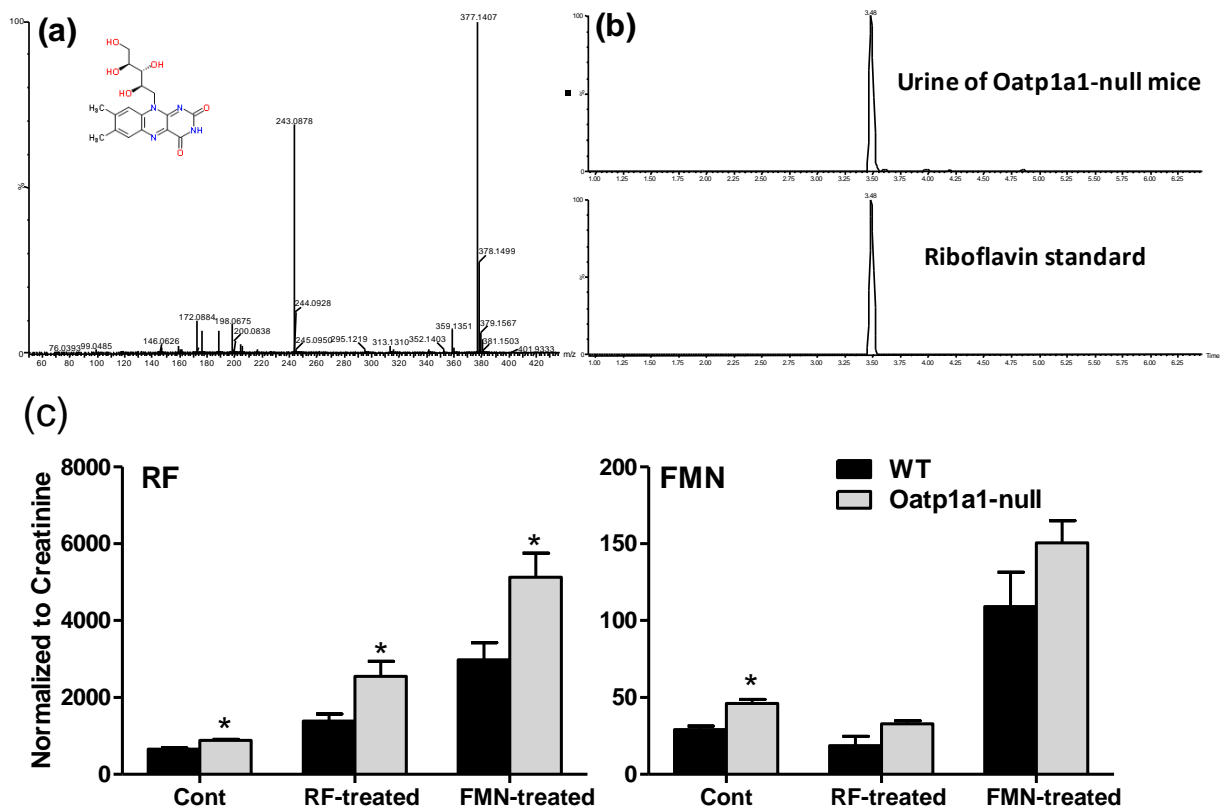 (a)
100
%
0
377.1407
243.0878
378.1499
244.0928
172.0884
198.0675
200.0838
359.1351
379.1567
146.0626
76.0393
99.0485
245.0950
295.1219
313.1310
352.1403
381.1503
401.9333
m/z
60 80 100 120 140 160 180 200 220 240 260 280 300 320 340 360 380 400 420
HO
OH
OH
HO
HO
H₃C
H₃C
N
N
O
NH
N
O
(b)
3.48
100
%
0
Urine of Oatp1a1-null mice
1.00 1.25 1.50 1.75 2.00 2.25 2.50 2.75 3.00 3.25 3.50 3.75 4.00 4.25 4.50 4.75 5.00 5.25 5.50 5.75 6.00 6.25
3.48
100
%
0
Riboflavin standard
Time
1.00 1.25 1.50 1.75 2.00 2.25 2.50 2.75 3.00 3.25 3.50 3.75 4.00 4.25 4.50 4.75 5.00 5.25 5.50 5.75 6.00 6.25
(c)
Normalized to Creatinine
RF
8000
6000
4000
2000
0
*
*
*
Cont RF-treated FMN-treated
FMN
200
150
100
50
0
WT
Oatp1a1-null
*
Cont RF-treated FMN-treated